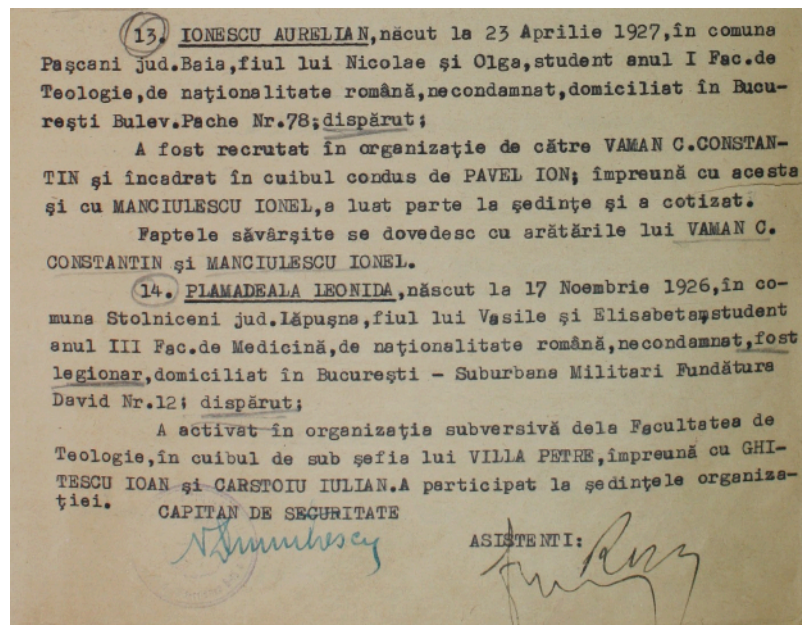 13. IONESCU AURELIAN,născut la 23 Aprilie 1927,în comuna
Paşcani jud.Baia,fiul lui Nicolae şi Olga,student anul I Fac.de
Teologie,de naţionalitate română,necondamnat,domiciliat în Bucu-
reşti Bulev.Pache Nr.78;dispărut;
A fost recrutat în organizaţie de către VAMAN C.CONSTAN-
TIN şi încadrat în cuibul condus de PAVEL ION; împreună cu acesta
şi cu MANCIULESCU IONEL,a luat parte la şedinţe şi a cotizat.
Faptele săvârşite se dovedesc cu arătările lui VAMAN C.
CONSTANTIN şi MANCIULESCU IONEL.
14. PLAMADEALA LEONIDA,născut la 17 Noembrie 1926,în co-
muna Stolniceni jud.Lăpuşna,fiul lui Vasile şi Elisabeta,student
anul III Fac.de Medicină,de naţionalitate română,necondamnat,fost
legionar,domiciliat în Bucureşti - Suburbana Militari Fundătura
David Nr.12; dispărut;
A activat în organizaţia subversivă dela Facultatea de
Teologie,în cuibul de sub şefia lui VILLA PETRE,împreună cu GHI-
TESCU IOAN şi CARSTOIU IULIAN.A participat la şedinţele organiza-
ţiei.
CAPITAN DE SECURITATE
ASISTENTI: